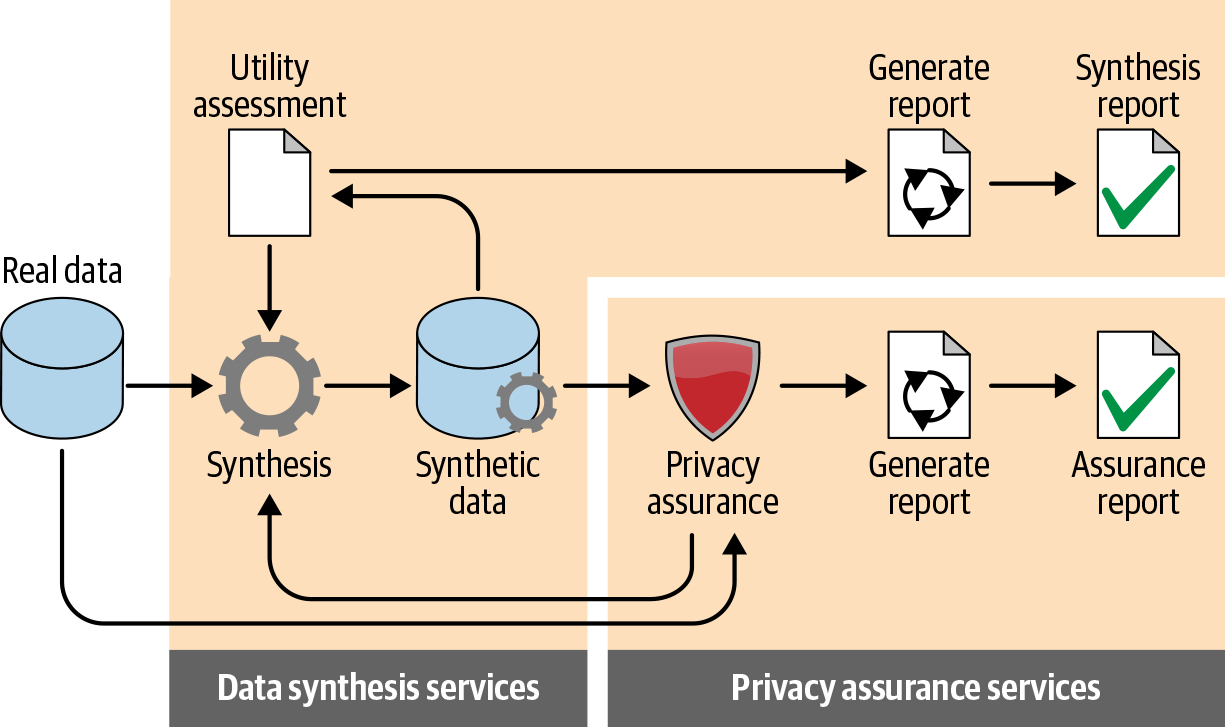 Utility
assessment
Generate
report
Synthesis
report
Real data
Synthesis
Synthetic
data
Privacy
assurance
Generate
report
Assurance
report
Data synthesis services
Privacy assurance services